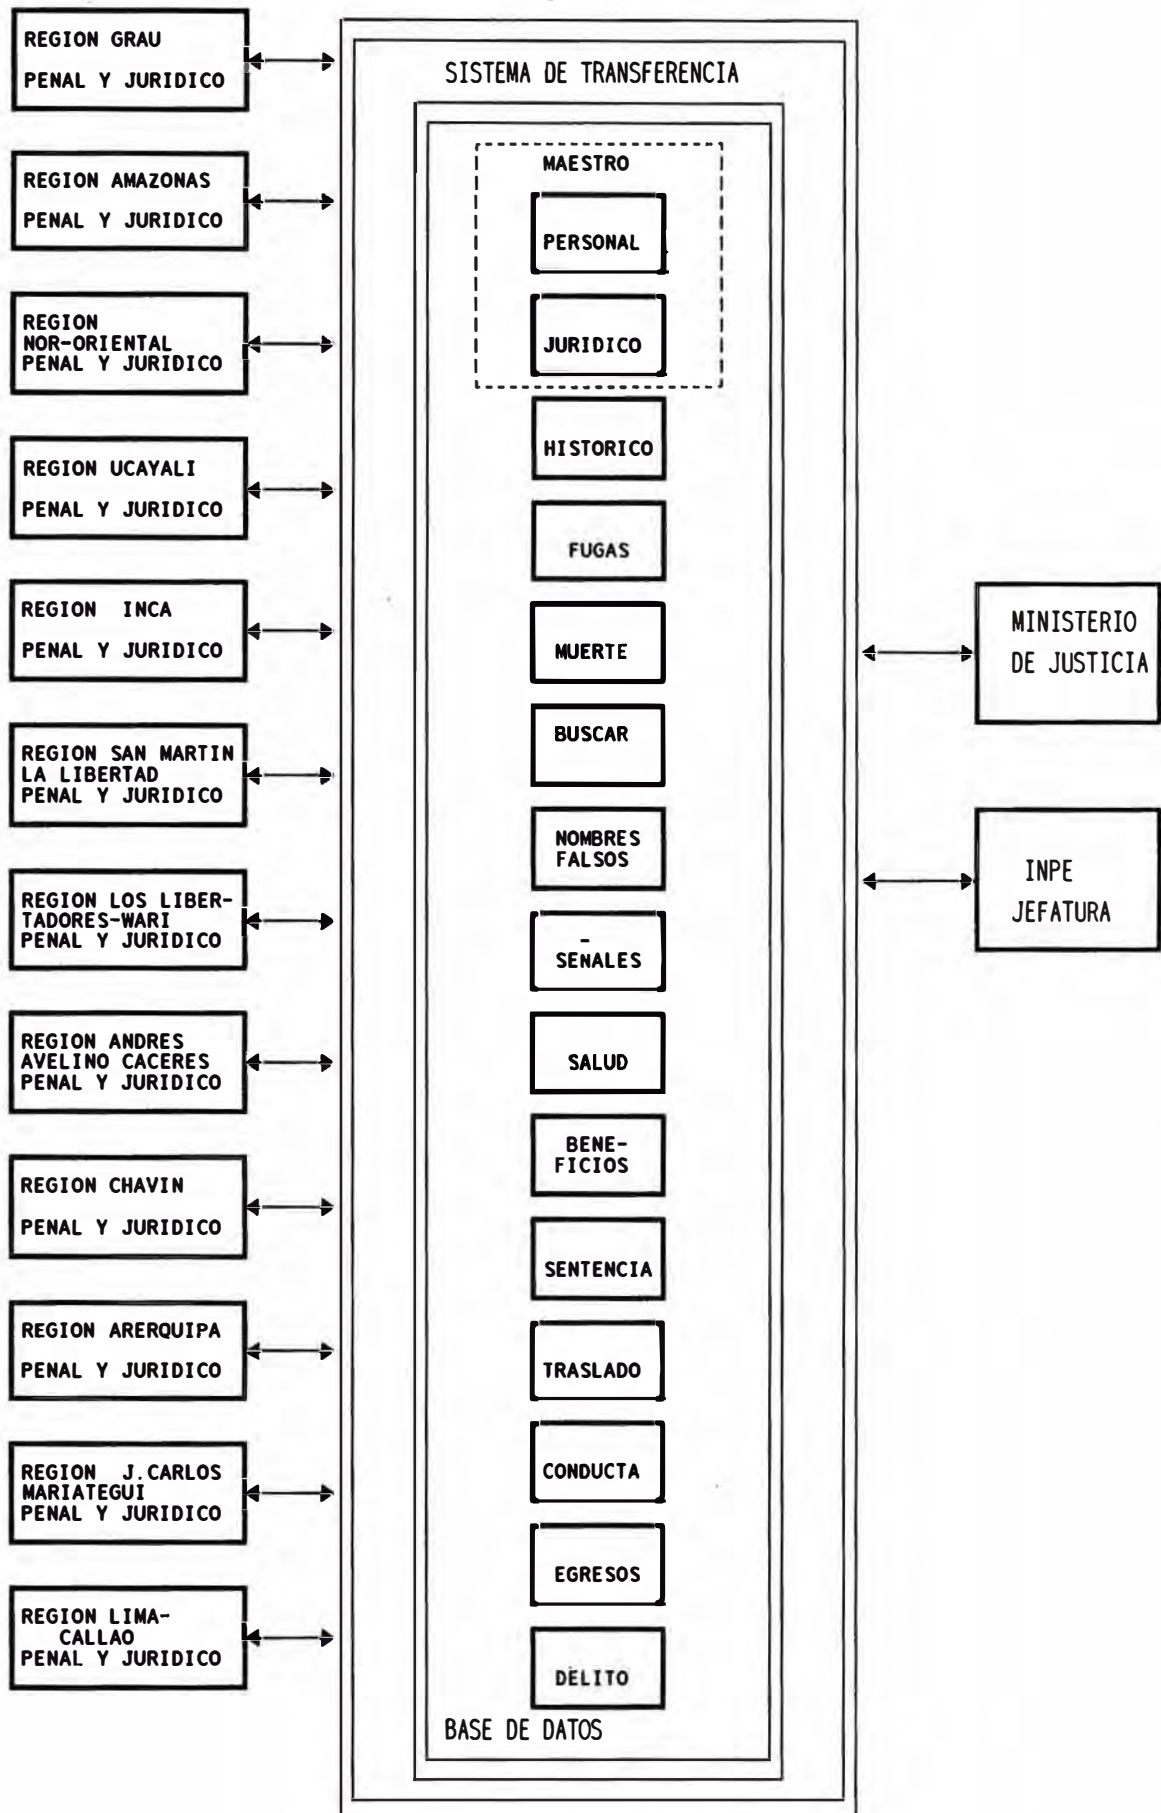 REGION GRAU
PENAL Y JURIDICO
REGION AMAZONAS
PENAL Y JURIDICO
REGION
NOR-ORIENTAL
PENAL Y JURIDICO
REGION UCAYALI
PENAL Y JURIDICO
REGION INCA
PENAL Y JURIDICO
REGION SAN MARTIN
LA LIBERTAD
PENAL Y JURIDICO
REGION LOS LIBER-
TADORES-WARI
PENAL Y JURIDICO
REGION ANDRES
AVELINO CACERES
PENAL Y JURIDICO
REGION CHAVIN
PENAL Y JURIDICO
REGION ARERQUIPA
PENAL Y JURIDICO
REGION J.CARLOS
MARIATEGUI
PENAL Y JURIDICO
REGION LIMA-
CALLAO
PENAL Y JURIDICO
SISTEMA DE TRANSFERENCIA
MAESTRO
PERSONAL
JURIDICO
HISTORICO
FUGAS
MUERTE
BUSCAR
NOMBRES
FALSOS
SEÑALES
SALUD
BENE-
FICIOS
SENTENCIA
TRASLADO
CONDUCTA
EGRESOS
DELITO
BASE DE DATOS
MINISTERIO
DE JUSTICIA
INPE
JEFATURA